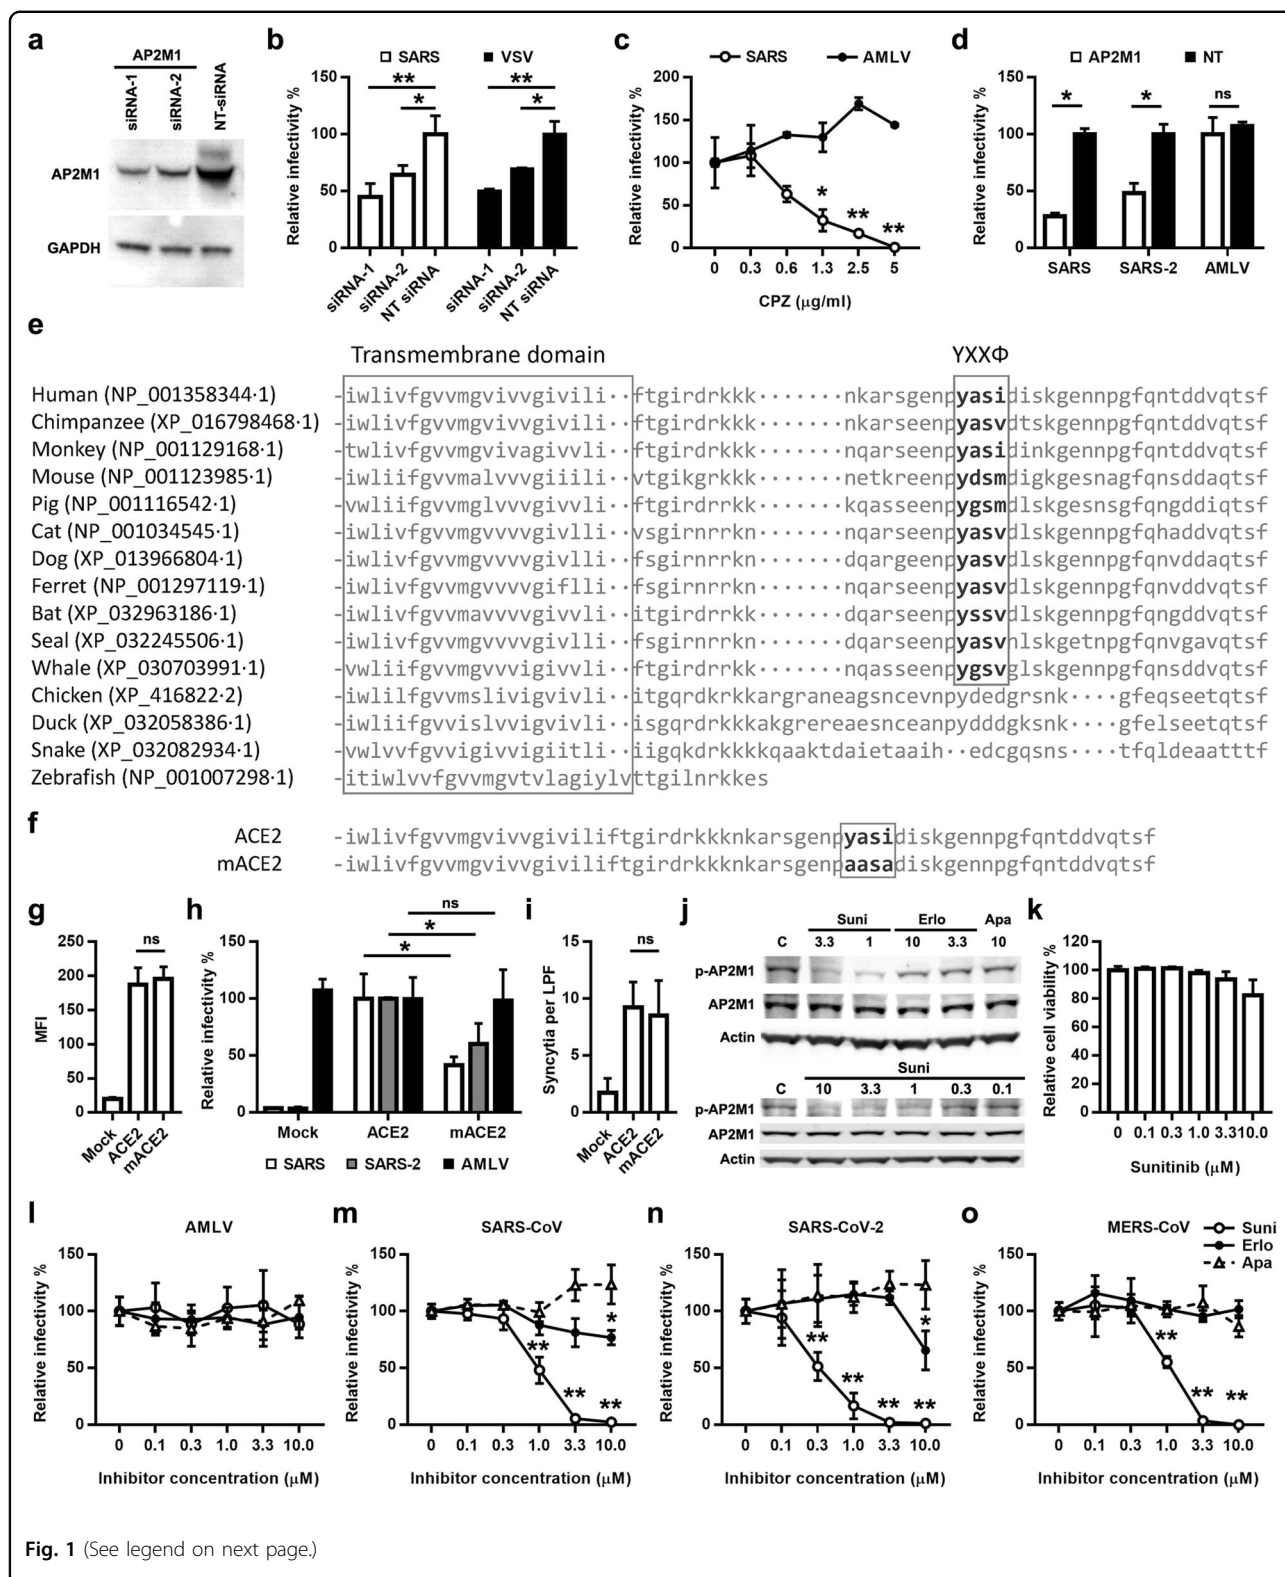 a
AP2M1
siRNA-1
siRNA-2
NT-siRNA
AP2M1
GAPDH
b
SARS VSV
Relative infectivity %
150
100
50
0
** **
* *
siRNA-1 siRNA-2 NT siRNA siRNA-1 siRNA-2 NT siRNA
c
SARS AMLV
Relative infectivity %
200
150
100
50
0
* ** **
0 0.3 0.6 1.3 2.5 5
CPZ (μg/ml)
d
AP2M1 NT
Relative infectivity %
150
100
50
0
* * ns
SARS SARS-2 AMLV
e
Transmembrane domain YXXΦ
Human (NP_001358344·1) -iwlivfgvvmgvivvgivili··ftgirdrkkk·······nkarsgenpyasidiskgennpgfqntddvqtsf
Chimpanzee (XP_016798468·1) -iwlivfgvvmgvivvgivili··ftgirdrkkk·······nkarseenpyasvdtskgennpgfqntddvqtsf
Monkey (NP_001129168·1) -twlivfgvvmgvivagivvli··ftgirdrkkk·······nqarseenpyasidinkgennpgfqntddvqtsf
Mouse (NP_001123985·1) -iwliifgvvmalvvvgiiili··vtgikgrkkk·······netkreenpydsmdigkgesnagfqnsddaqtsf
Pig (NP_001116542·1) -vwliifgvvmglvvvgivvli··ftgirdrrkk·······kqasseenpygsmdlskgesnsgfqngddiqtsf
Cat (NP_001034545·1) -iwlivfgvvmgvvvvgivvli··vsgirnrrkn·······nqarseenpyasvdlskgennpgfqhaddvqtsf
Dog (XP_013966804·1) -iwlivfgvvmgvvvvgivlli··fsgirnrrkn·······dqargeenpyasvdlskgennpgfqnvddaqtsf
Ferret (NP_001297119·1) -iwlivfgvvmgvvvvgiflli··fsgirnrrkn·······dqarseenpyasvdlskgennpgfqnvddvqtsf
Bat (XP_032963186·1) -iwlivfgvvmavvvtgivvli··itgirdrrkk·······dqarsednpyssvdlskgennpgfqnsddvqtsf
Seal (XP_032245506·1) -iwlivfgvvmgvvvvgivlli··fsgirnrrkn·······dqarseenpyasvnlskgetnpgfqnvgavqtsf
Whale (XP_030703991·1) -vwliifgvvmgvvvigivvli··ftgirdrrkk·······nqasseenpygsvglskgennpgfqnsddvqtsf
Chicken (XP_416822·2) -iwlilfgvvmslivigvivli··itgqrdkrkkargraneagsncevnpydedgrsnk····gfeqseetqtsf
Duck (XP_032058386·1) -iwliifgvvislvvigvivli··isgqrdkrkkakgrereaesnceanpydddgksnk····gfelseetqtsf
Snake (XP_032082934·1) -vwlvvfgvvigivvigiitli··iigqkdrkkkkqaaktdaietaaih··edcgqsns····tfqldeaatttf
Zebrafish (NP_001007298·1) -itiwlvvfgvvmgvtvlagiylvttgilnrkkes
f
ACE2 -iwlivfgvvmgvivvgiviliftgirdrkkknkarsgenpyasidiskgennpgfqntddvqtsf
mACE2 -iwlivfgvvmgvivvgiviliftgirdrkkknkarsgenpaasadiskgennpgfqntddvqtsf
g
MFI
250
200
150
100
50
0
ns
Mock ACE2 mACE2
h
Relative infectivity %
150
100
50
0
ns
*
*
Mock ACE2 mACE2
SARS SARS-2 AMLV
i
Syncytia per LPF
15
10
5
0
ns
Mock ACE2 mACE2
j
Suni Erlo Apa
C 3.3 1 10 3.3 10
p-AP2M1
AP2M1
Actin
Suni
C 10 3.3 1 0.3 0.1
p-AP2M1
AP2M1
Actin
k
Relative cell viability %
120
100
80
60
40
20
0
0 0.1 0.3 1.0 3.3 10.0
Sunitinib (μM)
l
AMLV
Relative infectivity %
150
100
50
0
0 0.1 0.3 1.0 3.3 10.0
Inhibitor concentration (μM)
m
SARS-CoV
Relative infectivity %
150
100
50
0
*
** ** **
0 0.1 0.3 1.0 3.3 10.0
Inhibitor concentration (μM)
n
SARS-CoV-2
Relative infectivity %
150
100
50
0
*
** ** ** **
0 0.1 0.3 1.0 3.3 10.0
Inhibitor concentration (μM)
o
MERS-CoV
Suni
Erlo
Apa
Relative infectivity %
150
100
50
0
** ** **
0 0.1 0.3 1.0 3.3 10.0
Inhibitor concentration (μM)
Fig. 1 (See legend on next page.)